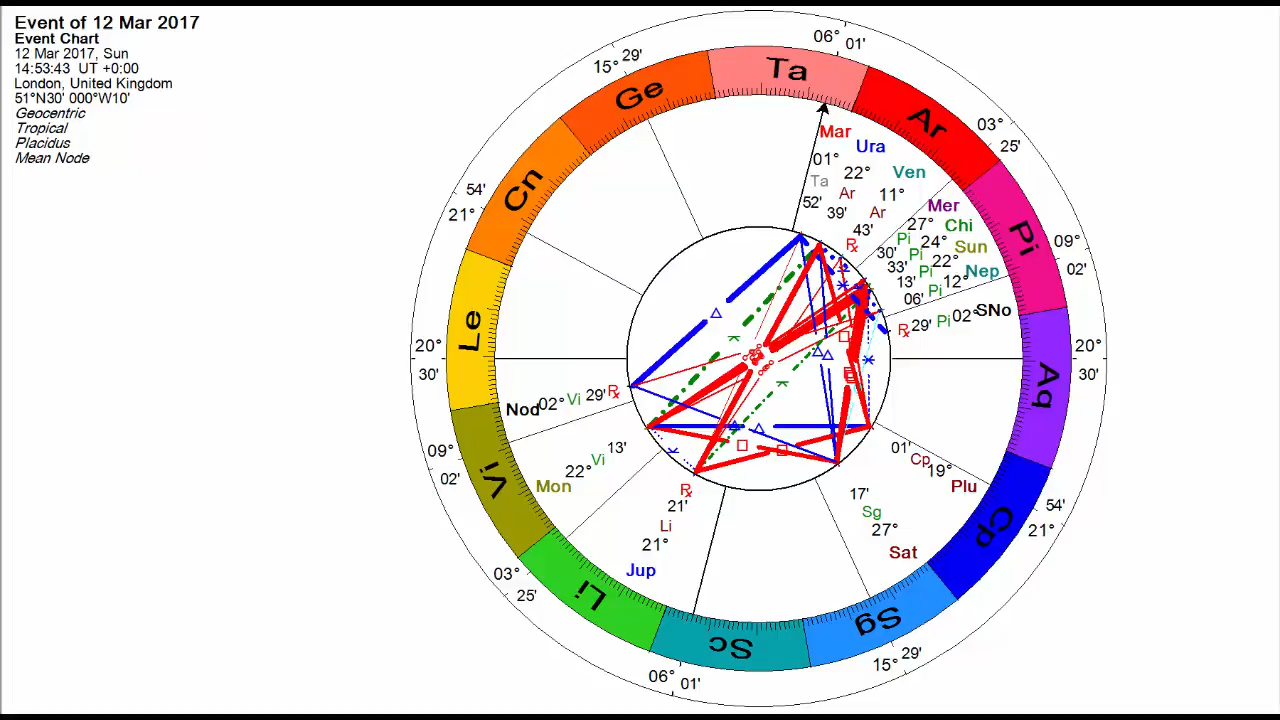 Event of 12 Mar 2017
Event Chart
12 Mar 2017, Sun
14:53:43 UT +0:00
London, United Kingdom
51°N30' 000°W10'
Geocentric
Tropical
Placidus
Mean Node
06° 01'
15° 29'
Ta
Ge
Ar
03° 25'
Mar 01° Ta 52'
Ura 22° Ar 39'
Ven 11° Ar 43' ℞
Cn
54' 21°
Mer 27° Pi 30'
Chi 24° Pi 33'
Sun 22° Pi 13'
Nep 12° Pi 06'
Pi
09° 02'
SNo 02° Pi 29' ℞
Le
20° 30'
20° 30'
Aq
Nod 02° Vi 29' ℞
09° 02'
Vi
Mon 22° Vi 13'
Plu 19° Cp 01'
Cp
54' 21°
Jup 21° Li 21' ℞
Sat 27° Sg 17'
03° 25'
Li
Sc
Sg
06° 01'
15° 29'